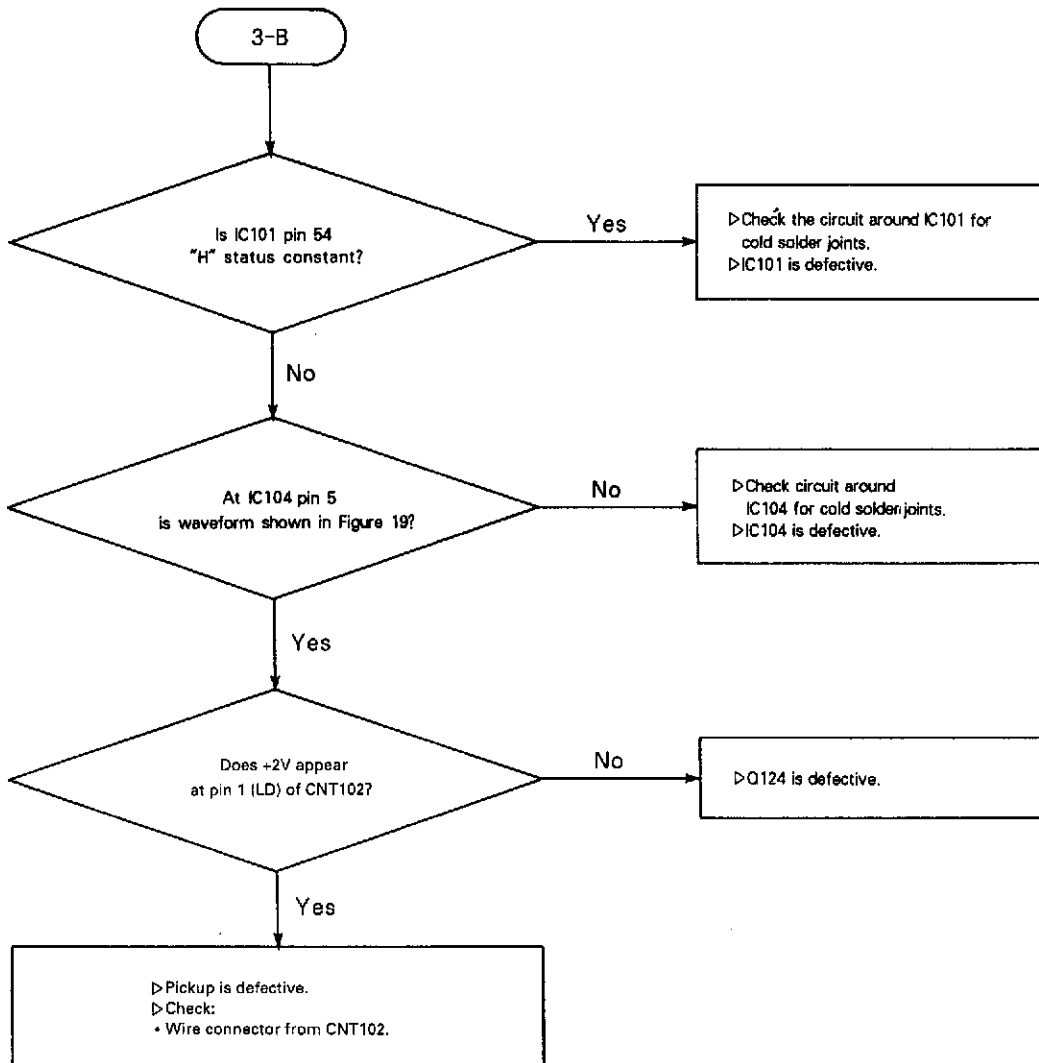 3-B
Is IC101 pin 54
"H" status constant?
Yes
▷Check the circuit around IC101 for
cold solder joints.
▷IC101 is defective.
No
At IC104 pin 5
is waveform shown in Figure 19?
No
▷Check circuit around
IC104 for cold solder joints.
▷IC104 is defective.
Yes
Does +2V appear
at pin 1 (LD) of CNT102?
No
▷Q124 is defective.
Yes
▷Pickup is defective.
▷Check:
• Wire connector from CNT102.